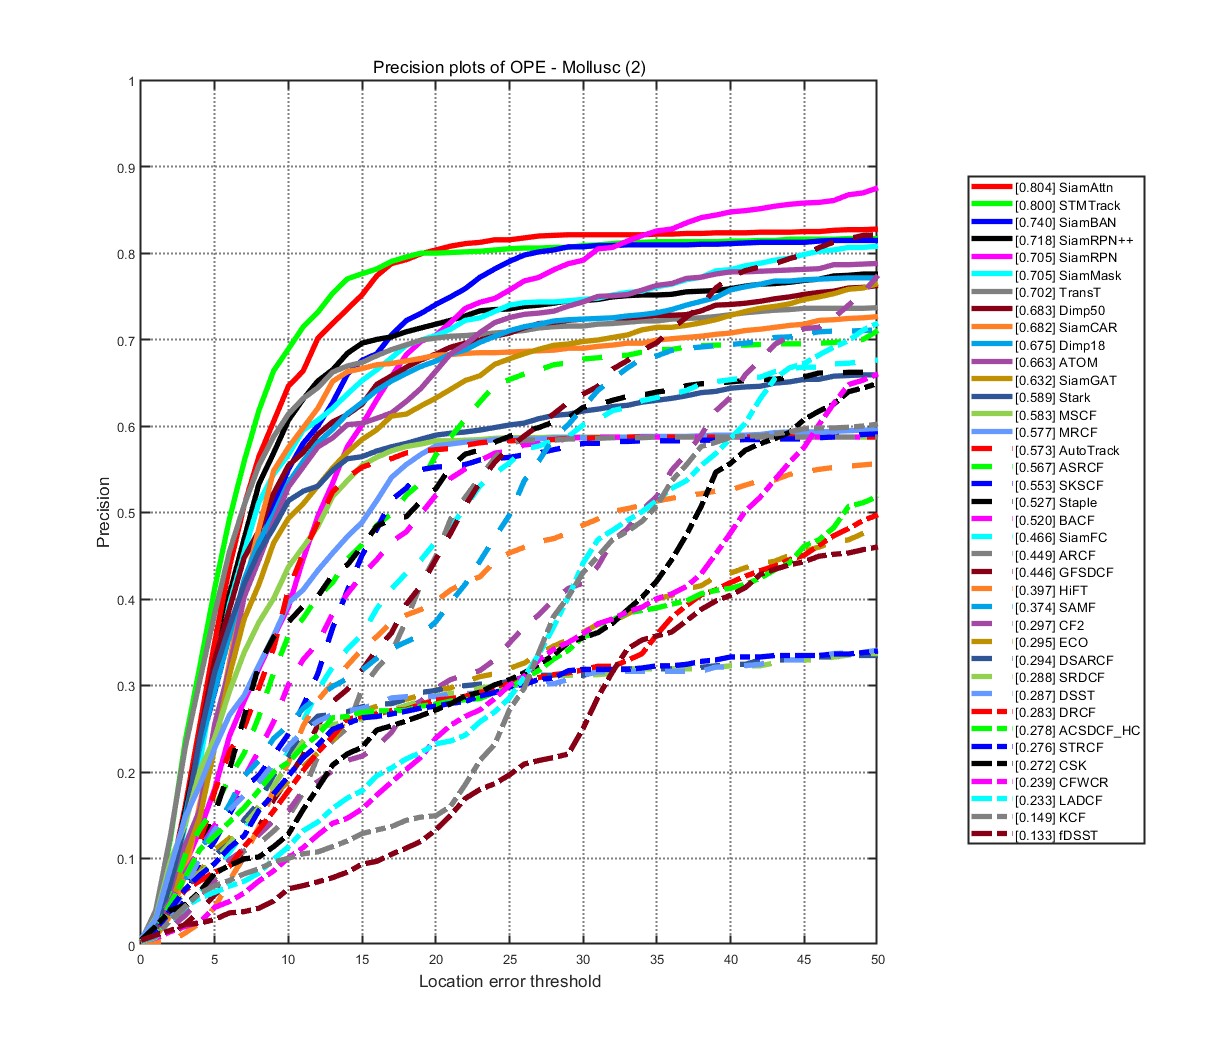 Precision plots of OPE - Mollusc (2)
1
0.9
0.8
0.7
0.6
0.5
0.4
0.3
0.2
0.1
0
Precision
0 5 10 15 20 25 30 35 40 45 50
Location error threshold
[0.804] SiamAttn
[0.800] STMTrack
[0.740] SiamBAN
[0.718] SiamRPN++
[0.705] SiamRPN
[0.705] SiamMask
[0.702] TransT
[0.683] Dimp50
[0.682] SiamCAR
[0.675] Dimp18
[0.663] ATOM
[0.632] SiamGAT
[0.589] Stark
[0.583] MSCF
[0.577] MRCF
[0.573] AutoTrack
[0.567] ASRCF
[0.553] SKSCF
[0.527] Staple
[0.520] BACF
[0.466] SiamFC
[0.449] ARCF
[0.446] GFSDCF
[0.397] HiFT
[0.374] SAMF
[0.297] CF2
[0.295] ECO
[0.294] DSARCF
[0.288] SRDCF
[0.287] DSST
[0.283] DRCF
[0.278] ACSDCF_HC
[0.276] STRCF
[0.272] CSK
[0.239] CFWCR
[0.233] LADCF
[0.149] KCF
[0.133] fDSST